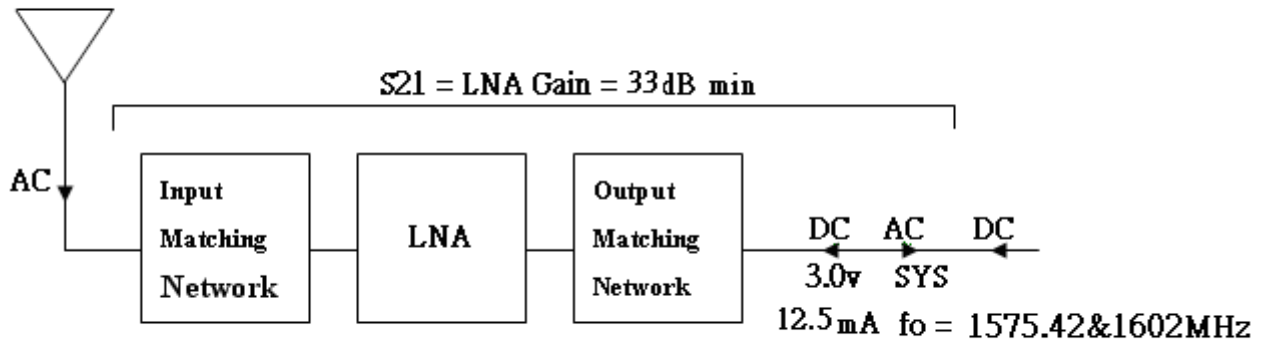 S21 = LNA Gain = 33dB min
AC
Input
Matching
Network
LNA
Output
Matching
Network
DC AC DC
3.0v SYS
12.5mA fo = 1575.42&1602MHz